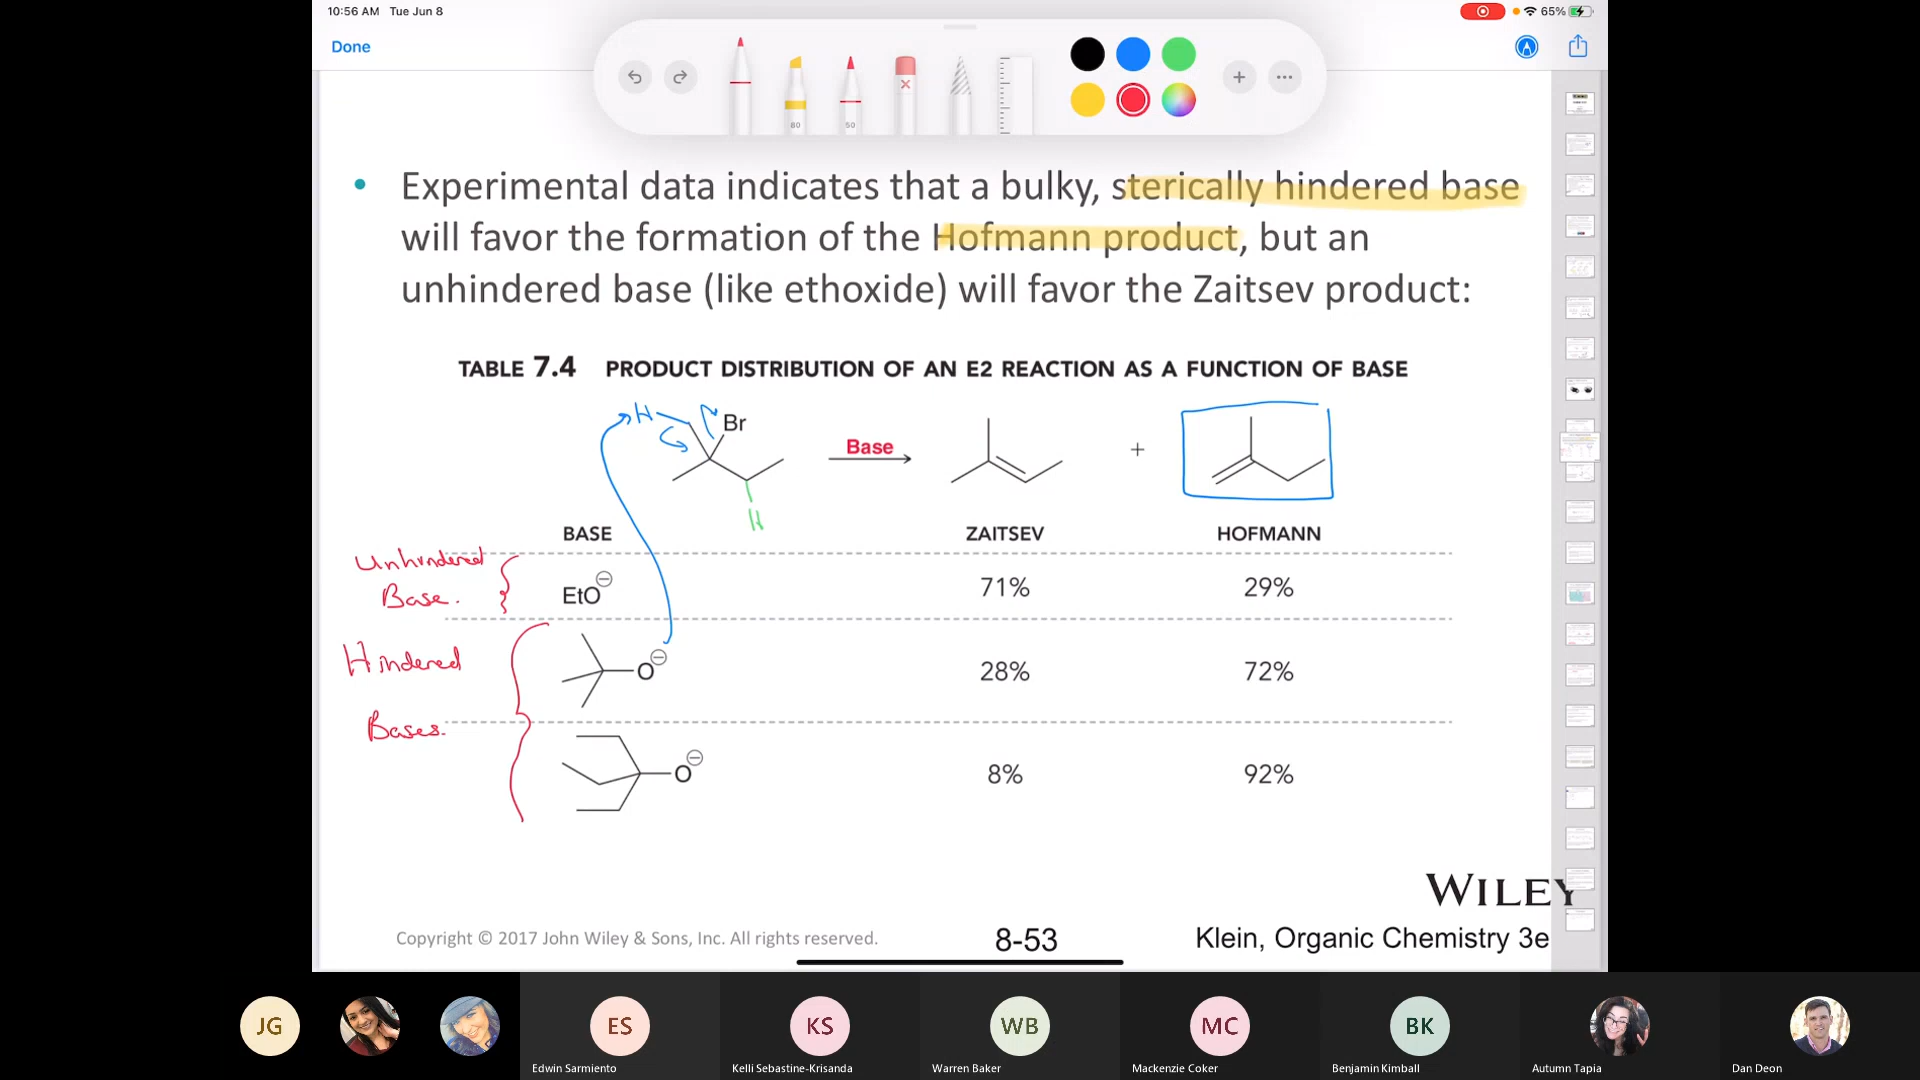 10:56 AM Tue Jun 8
65%
Done
80
50
• Experimental data indicates that a bulky, sterically hindered base
will favor the formation of the Hofmann product, but an
unhindered base (like ethoxide) will favor the Zaitsev product:
TABLE 7.4 PRODUCT DISTRIBUTION OF AN E2 REACTION AS A FUNCTION OF BASE
H
Br
Base
+
H
BASE ZAITSEV HOFMANN
Unhindered
Base.
EtO⊖ 71% 29%
Hindered
O⊖ 28% 72%
Bases.
O⊖ 8% 92%
WILEY
Copyright © 2017 John Wiley & Sons, Inc. All rights reserved.
8-53
Klein, Organic Chemistry 3e
JG ES KS WB MC BK
Edwin Sarmiento Kelli Sebastine-Krisanda Warren Baker Mackenzie Coker Benjamin Kimball Autumn Tapia Dan Deon